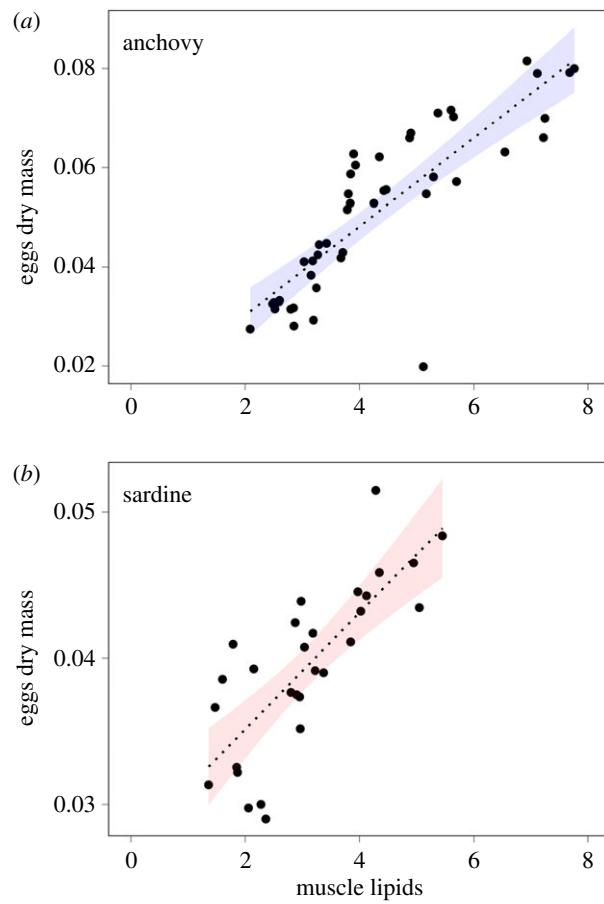 (a)
anchovy
eggs dry mass
0.08
0.06
0.04
0.02
0 2 4 6 8
(b)
sardine
eggs dry mass
0.05
0.04
0.03
0 2 4 6 8
muscle lipids